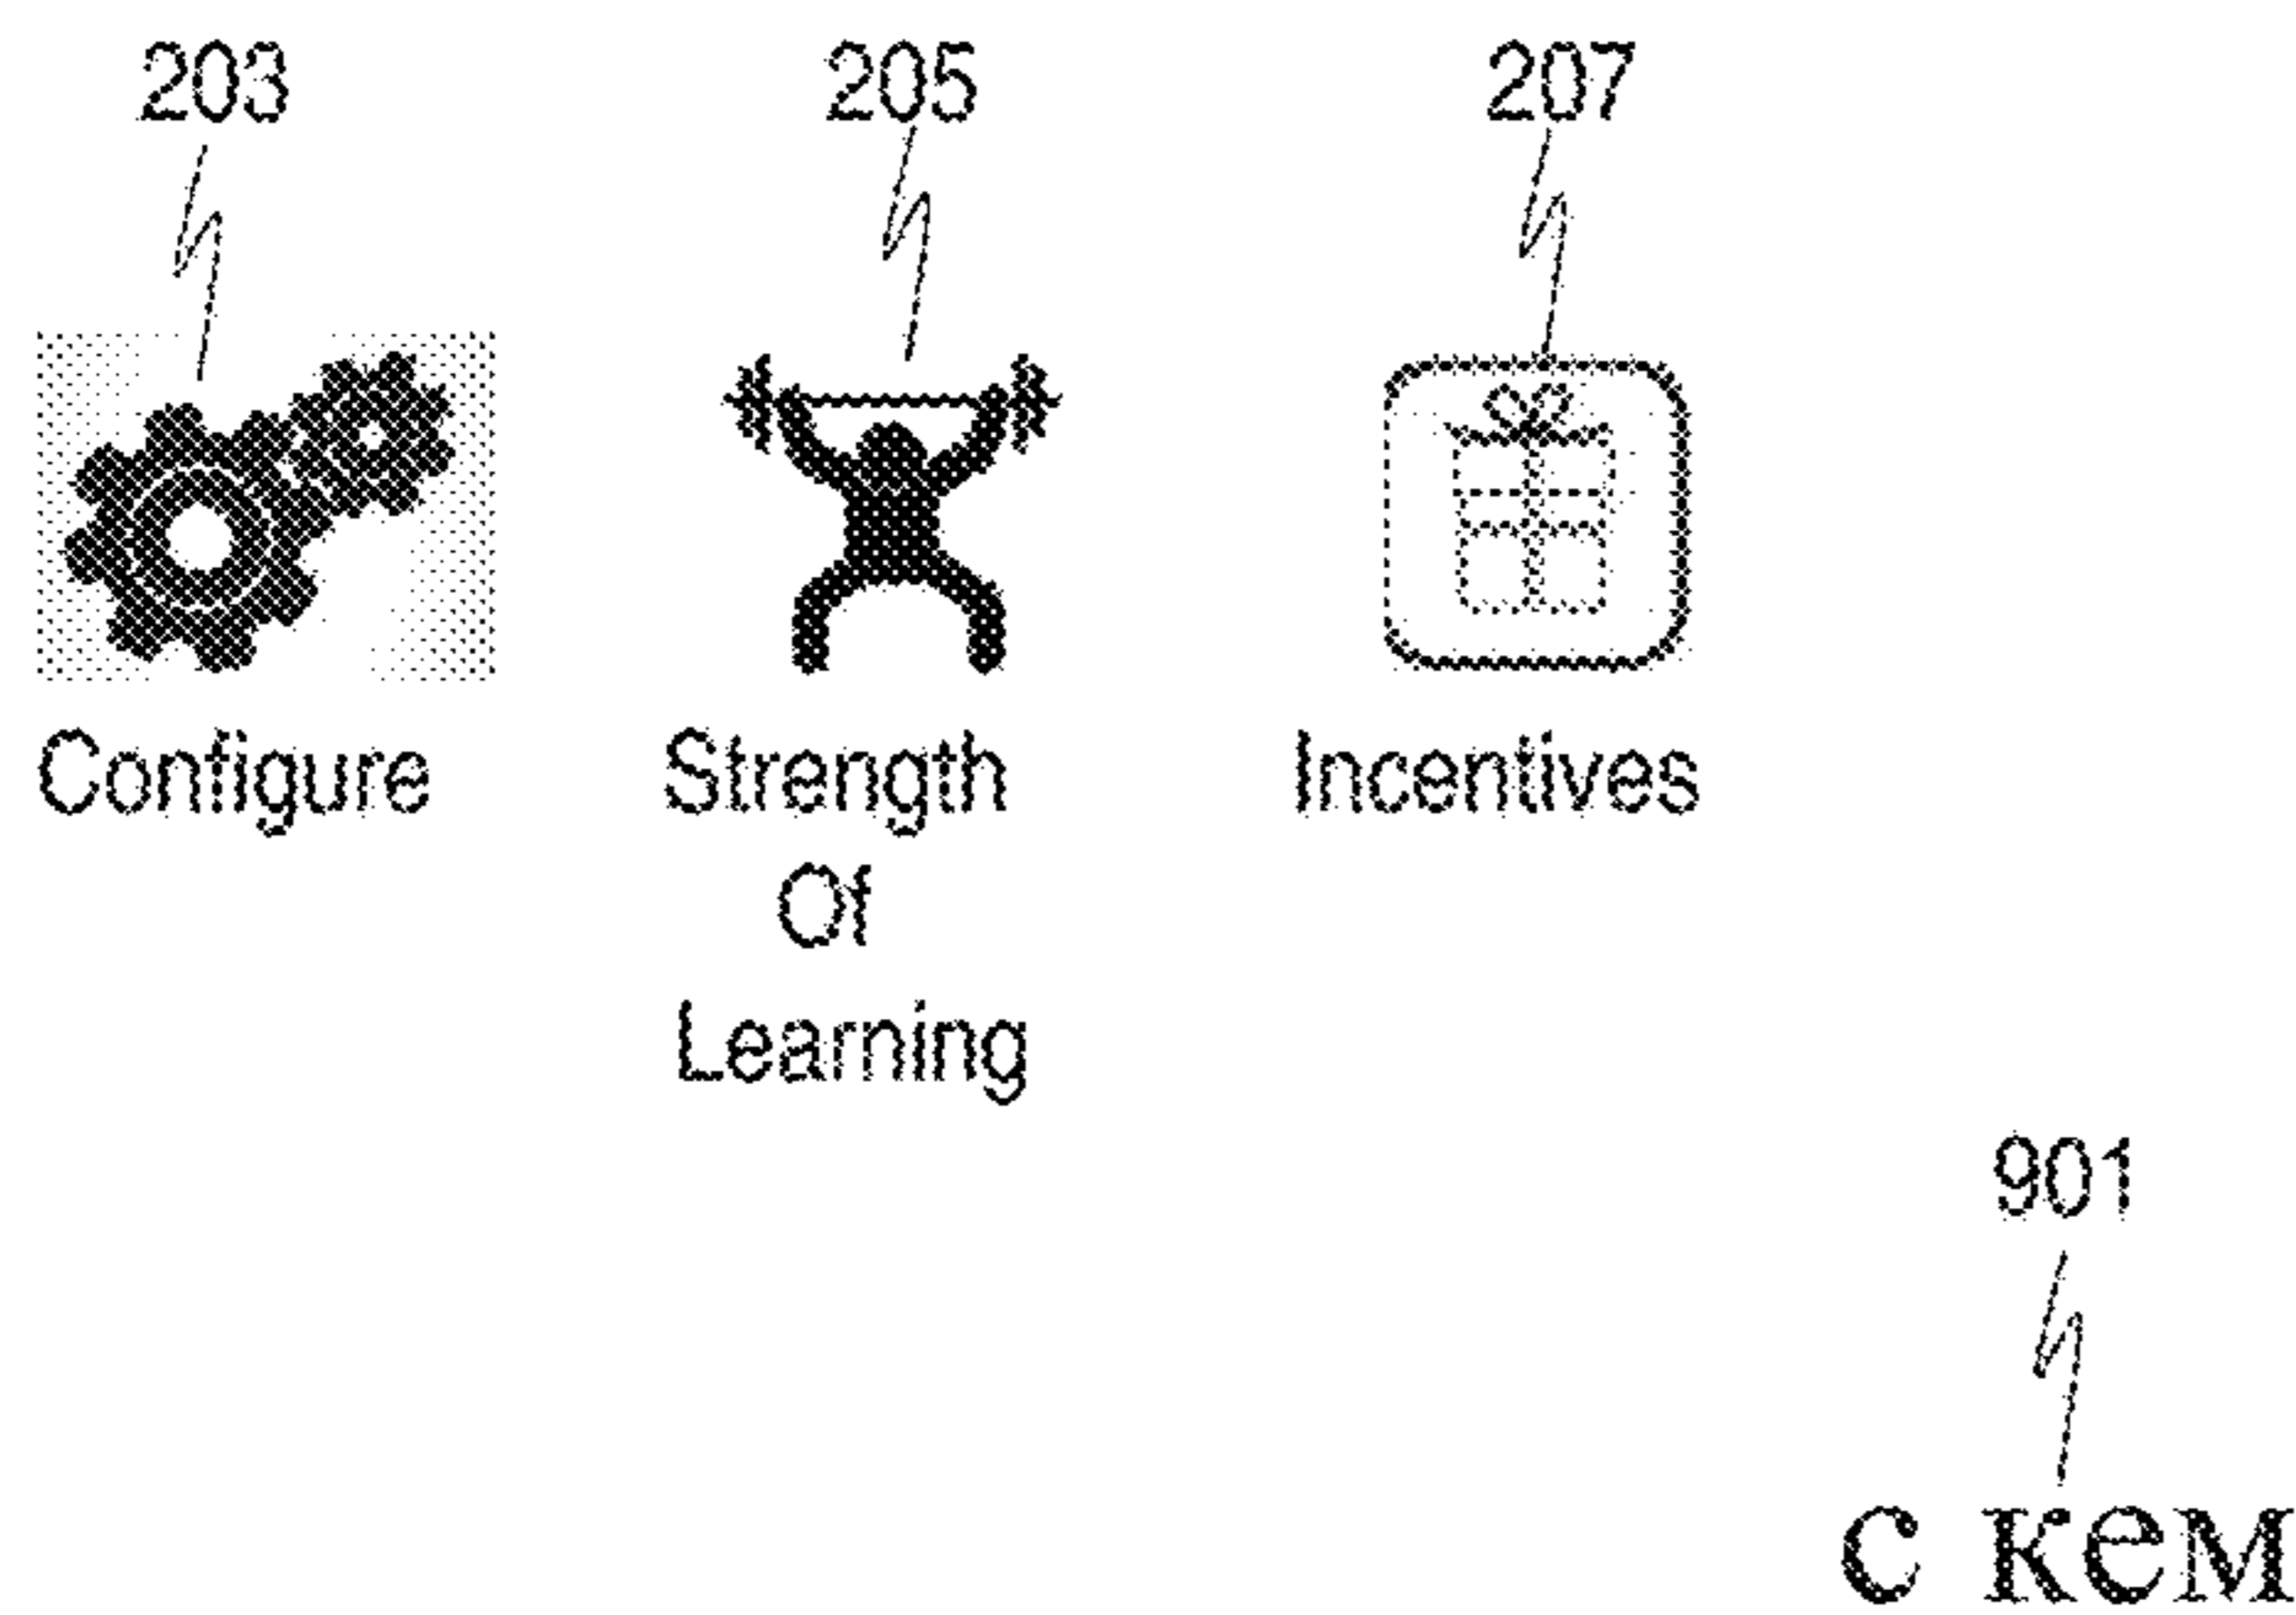 203 205 207
Configure Strength Incentives
Of
Learning
901
с кем